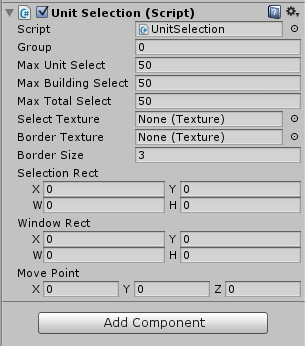 Unit Selection (Script)
Script UnitSelection
Group 0
Max Unit Select 50
Max Building Select 50
Max Total Select 50
Select Texture None (Texture)
Border Texture None (Texture)
Border Size 3
Selection Rect
X 0 Y 0
W 0 H 0
Window Rect
X 0 Y 0
W 0 H 0
Move Point
X 0 Y 0 Z 0
Add Component